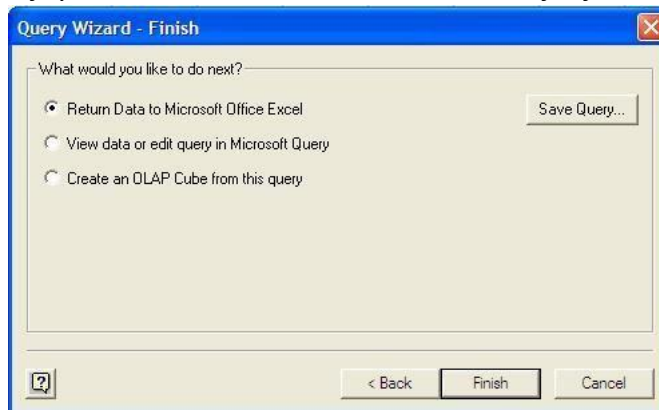 Query Wizard - Finish
What would you like to do next?
Return Data to Microsoft Office Excel
Save Query...
View data or edit query in Microsoft Query
Create an OLAP Cube from this query
?
< Back
Finish
Cancel